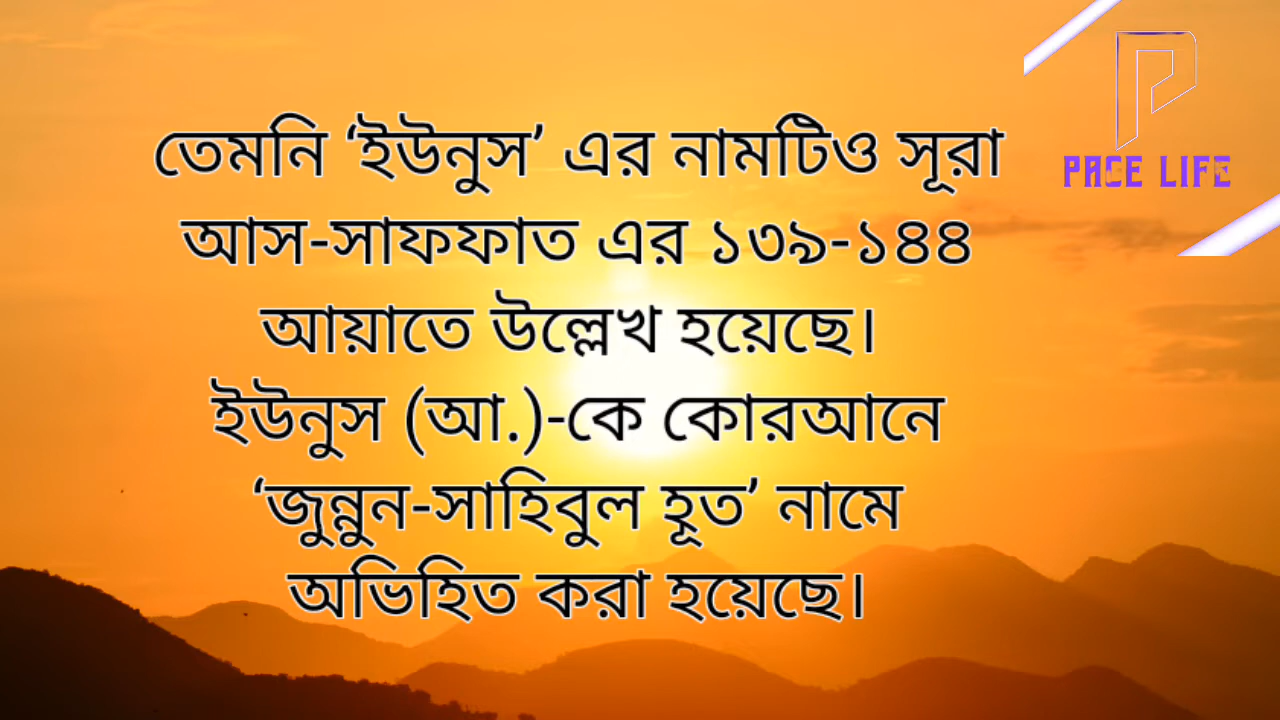 তেমনি ‘ইউনুস’ এর নামটিও সূরা
আস-সাফফাত এর ১৩৯-১৪৪
আয়াতে উল্লেখ হয়েছে।
ইউনুস (আ.)-কে কোরআনে
‘জুন্নুন-সাহিবুল হূত’ নামে
অভিহিত করা হয়েছে।
P
PACE LIFE